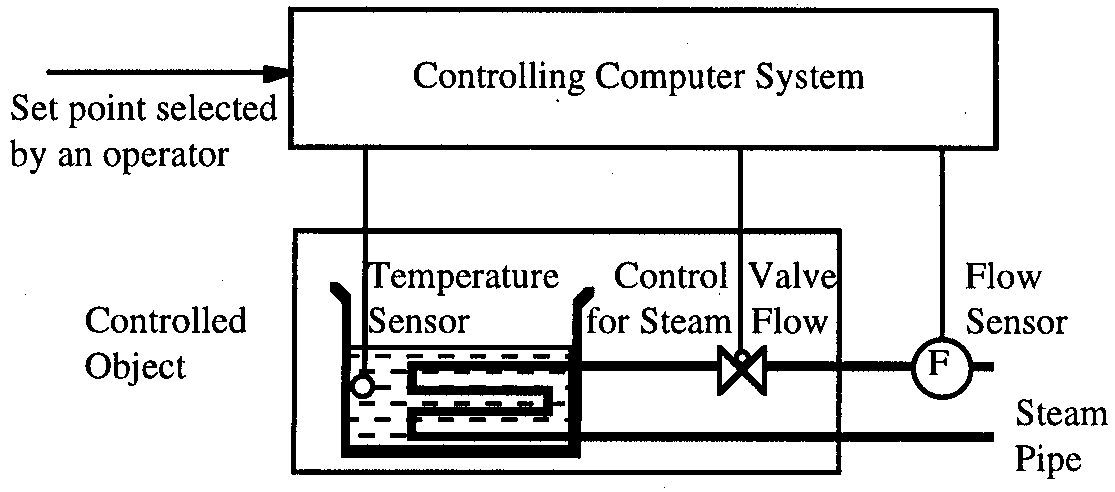 Controlling Computer System
Set point selected
by an operator
Temperature
Sensor
Control Valve
for Steam Flow
Flow
Sensor
Controlled
Object
F
Steam
Pipe